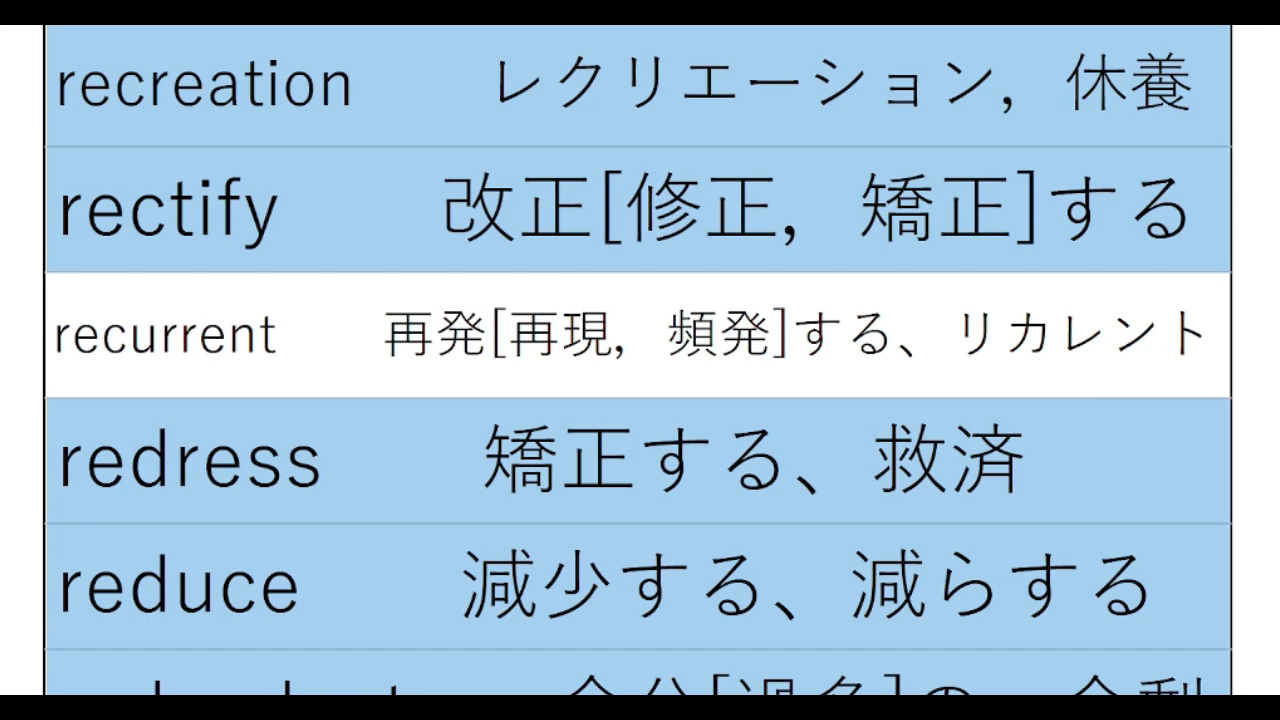 recreation レクリエーション, 休養
rectify 改正[修正, 矯正]する
recurrent 再発[再現, 頻発]する、リカレント
redress 矯正する、救済
reduce 減少する、減らする